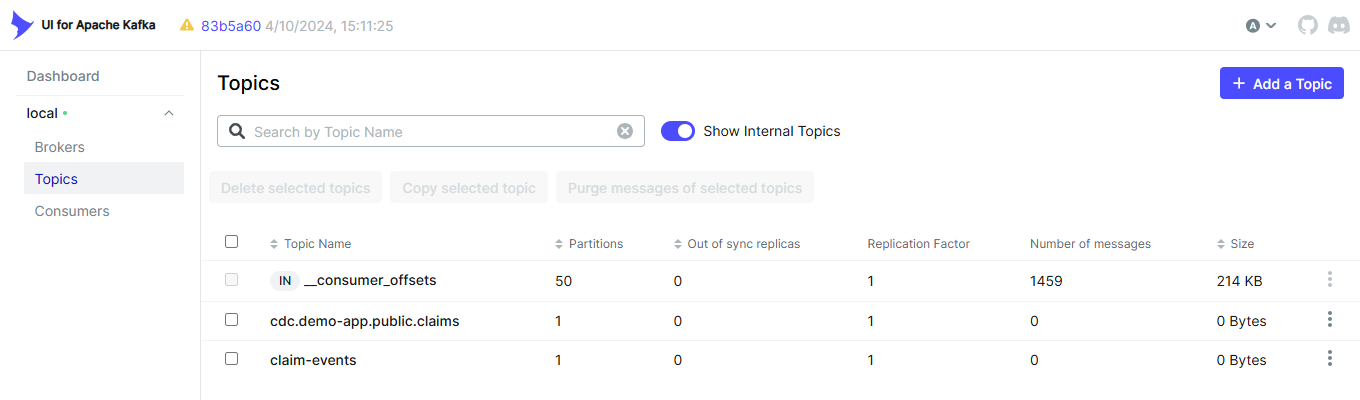 UI for Apache Kafka 83b5a60 4/10/2024, 15:11:25 A
Dashboard
local
Brokers
Topics
Consumers
Topics
Add a Topic
Search by Topic Name
Show Internal Topics
Delete selected topics Copy selected topic Purge messages of selected topics
Topic Name Partitions Out of sync replicas Replication Factor Number of messages Size
IN __consumer_offsets 50 0 1 1459 214 KB
cdc.demo-app.public.claims 1 0 1 0 0 Bytes
claim-events 1 0 1 0 0 Bytes